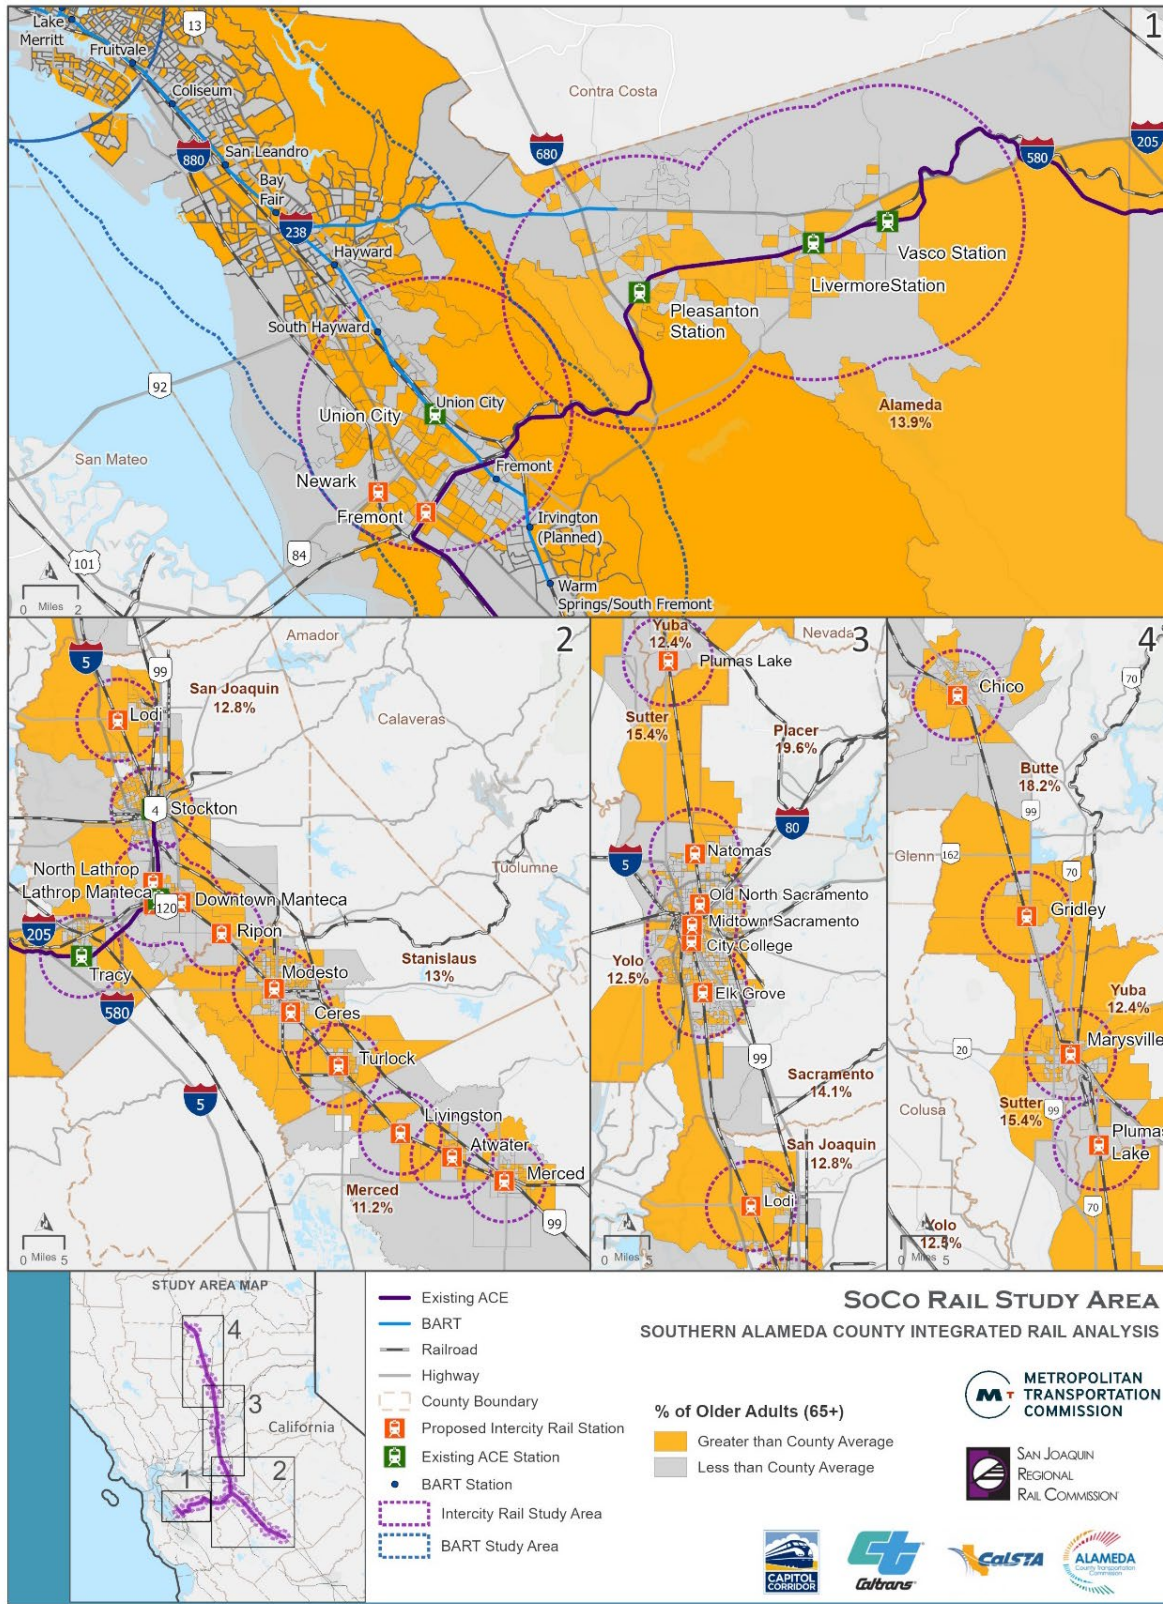 1
Lake
Merritt
13
Fruitvale
Coliseum
Contra Costa
680
205
580
880
San Leandro
Bay
Fair
238
Hayward
Vasco Station
LivermoreStation
Pleasanton
Station
South Hayward
92
Union City
Union City
Alameda
13.9%
San Mateo
Newark
Fremont
Fremont
Irvington
(Planned)
84
101
Warm
Springs/South Fremont
0 Miles 2
2
5
99
Amador
San Joaquin
12.8%
Lodi
Calaveras
4
Stockton
Tuolumne
North Lathrop
Lathrop Manteca
120
Downtown Manteca
205
Ripon
Tracy
Modesto
Stanislaus
13%
580
Ceres
Turlock
5
Livingston
Atwater
Merced
Merced
11.2%
99
0 Miles 5
3
Yuba
12.4%
Nevada
Plumas Lake
Sutter
15.4%
Placer
19.6%
80
5
Natomas
Old North Sacramento
Midtown Sacramento
City College
Yolo
12.5%
Elk Grove
99
Sacramento
14.1%
San Joaquin
12.8%
Lodi
0 Miles 5
4
70
Chico
Butte
18.2%
99
Glenn
162
70
Gridley
Yuba
12.4%
20
Marysville
Sutter
15.4%
99
Colusa
Plumas
Lake
70
Yolo
12.5%
0 Miles 5
STUDY AREA MAP
4
3
California
2
1
Existing ACE
BART
Railroad
Highway
County Boundary
Proposed Intercity Rail Station
Existing ACE Station
BART Station
Intercity Rail Study Area
BART Study Area
% of Older Adults (65+)
Greater than County Average
Less than County Average
SOCO RAIL STUDY AREA
SOUTHERN ALAMEDA COUNTY INTEGRATED RAIL ANALYSIS
M T
METROPOLITAN
TRANSPORTATION
COMMISSION
SAN JOAQUIN
REGIONAL
RAIL COMMISSION
CAPITOL
CORRIDOR
Ct
Caltrans
CalSTA
ALAMEDA
County Transportation
Commission